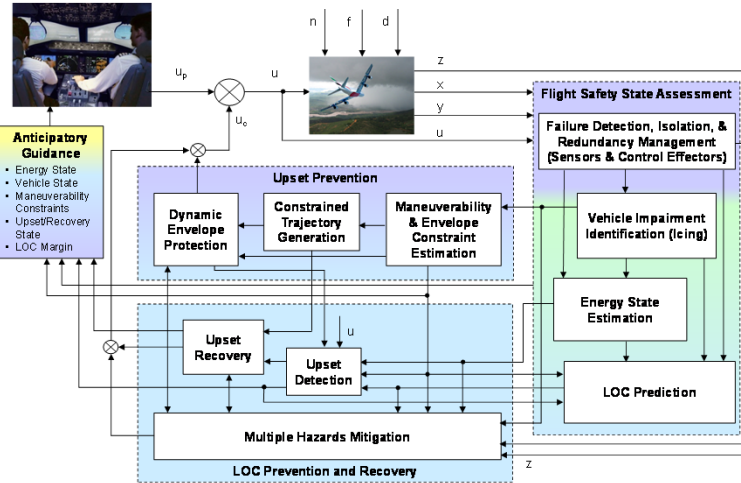 n
f
d
z
u_p
u
x
y
u
u_c
Flight Safety State Assessment
Failure Detection, Isolation, &
Redundancy Management
(Sensors & Control Effectors)
Anticipatory
Guidance
• Energy State
• Vehicle State
• Maneuverability
Constraints
• Upset/Recovery
State
• LOC Margin
Upset Prevention
Dynamic
Envelope
Protection
Constrained
Trajectory
Generation
Maneuverability
& Envelope
Constraint
Estimation
Vehicle Impairment
Identification (Icing)
Energy State
Estimation
u
Upset
Recovery
Upset
Detection
LOC Prediction
Multiple Hazards Mitigation
LOC Prevention and Recovery
z